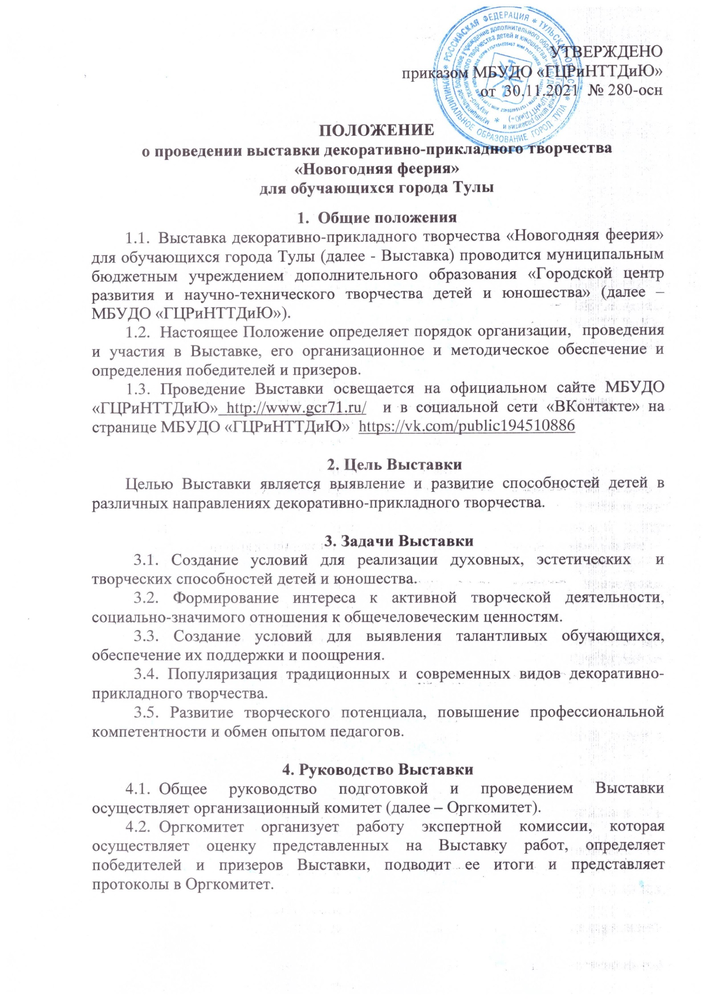 УТВЕРЖДЕНО
приказом МБУДО «ГЦРиНТТДиЮ»
от 30.11.2021 № 280-осн
МУНИЦИПАЛЬНОЕ ОБРАЗОВАНИЕ ГОРОД ТУЛА * РОССИЙСКАЯ ФЕДЕРАЦИЯ * ТУЛЬСКАЯ ОБЛАСТЬ *
ПОЛОЖЕНИЕ
о проведении выставки декоративно-прикладного творчества
«Новогодняя феерия»
для обучающихся города Тулы
1. Общие положения
1.1. Выставка декоративно-прикладного творчества «Новогодняя феерия»
для обучающихся города Тулы (далее - Выставка) проводится муниципальным
бюджетным учреждением дополнительного образования «Городской центр
развития и научно-технического творчества детей и юношества» (далее –
МБУДО «ГЦРиНТТДиЮ»).
1.2. Настоящее Положение определяет порядок организации, проведения
и участия в Выставке, его организационное и методическое обеспечение и
определения победителей и призеров.
1.3. Проведение Выставки освещается на официальном сайте МБУДО
«ГЦРиНТТДиЮ» http://www.gcr71.ru/ и в социальной сети «ВКонтакте» на
странице МБУДО «ГЦРиНТТДиЮ» https://vk.com/public194510886
2. Цель Выставки
Целью Выставки является выявление и развитие способностей детей в
различных направлениях декоративно-прикладного творчества.
3. Задачи Выставки
3.1. Создание условий для реализации духовных, эстетических и
творческих способностей детей и юношества.
3.2. Формирование интереса к активной творческой деятельности,
социально-значимого отношения к общечеловеческим ценностям.
3.3. Создание условий для выявления талантливых обучающихся,
обеспечение их поддержки и поощрения.
3.4. Популяризация традиционных и современных видов декоративно-
прикладного творчества.
3.5. Развитие творческого потенциала, повышение профессиональной
компетентности и обмен опытом педагогов.
4. Руководство Выставки
4.1. Общее руководство подготовкой и проведением Выставки
осуществляет организационный комитет (далее – Оргкомитет).
4.2. Оргкомитет организует работу экспертной комиссии, которая
осуществляет оценку представленных на Выставку работ, определяет
победителей и призеров Выставки, подводит ее итоги и представляет
протоколы в Оргкомитет.